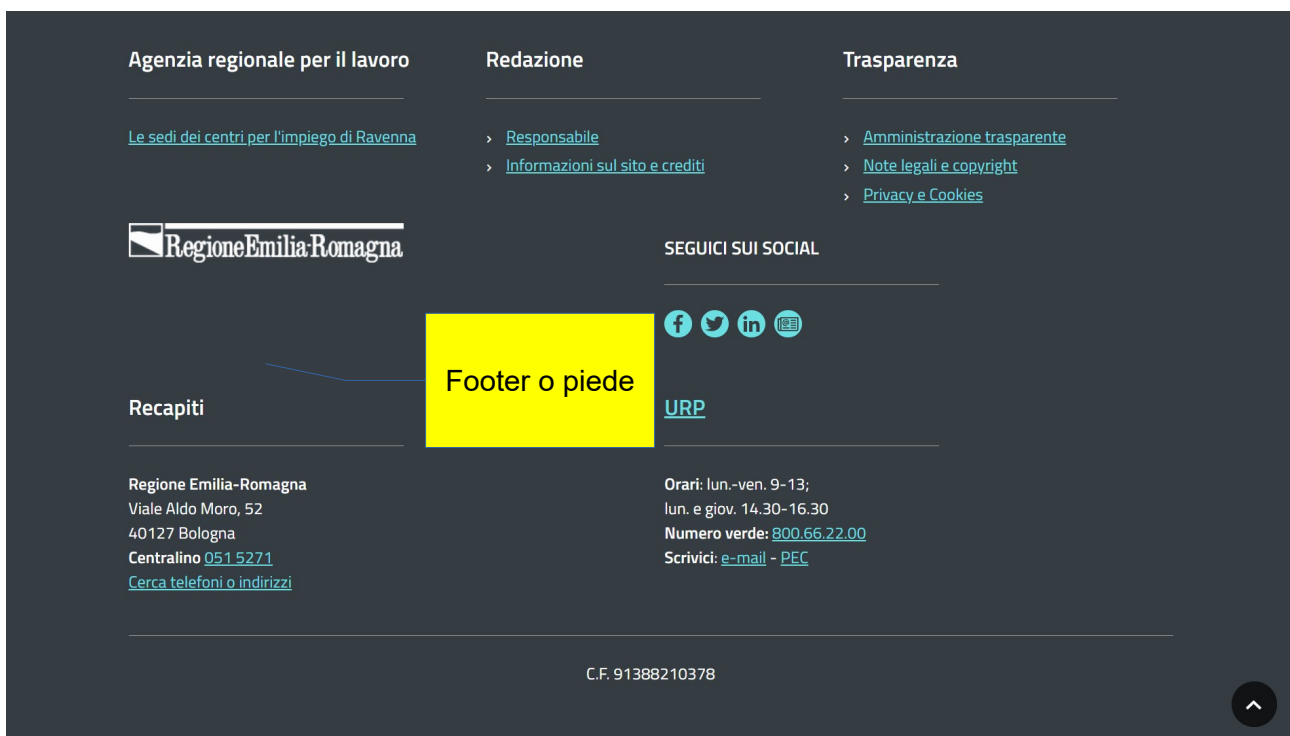 Agenzia regionale per il lavoro
Le sedi dei centri per l'impiego di Ravenna
Redazione
Responsabile
Informazioni sul sito e crediti
Trasparenza
Amministrazione trasparente
Note legali e copyright
Privacy e Cookies
RegioneEmilia-Romagna
SEGUICI SUI SOCIAL
Footer o piede
Recapiti
Regione Emilia-Romagna
Viale Aldo Moro, 52
40127 Bologna
Centralino 051 5271
Cerca telefoni o indirizzi
URP
Orari: lun.-ven. 9-13;
lun. e giov. 14.30-16.30
Numero verde: 800.66.22.00
Scrivici: e-mail - PEC
C.F. 91388210378